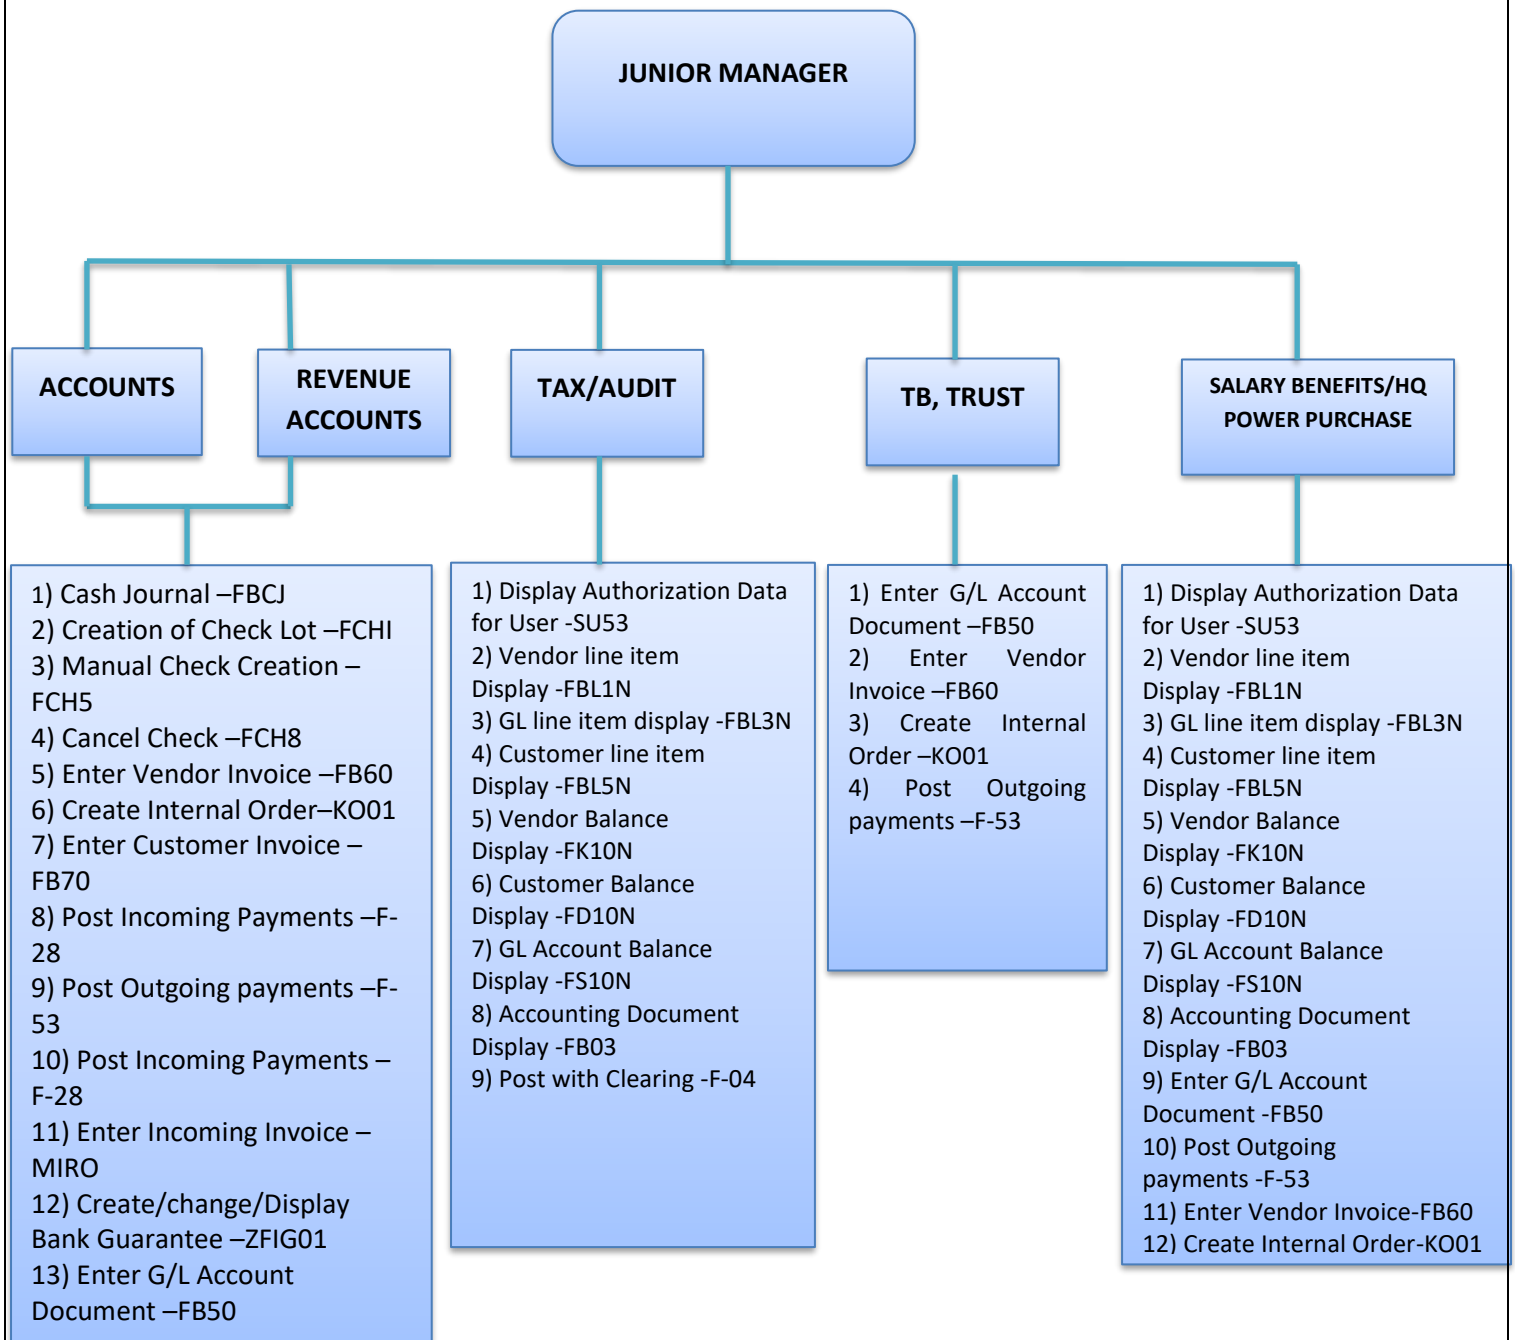 JUNIOR MANAGER
ACCOUNTS
REVENUE
ACCOUNTS
TAX/AUDIT
TB, TRUST
SALARY BENEFITS/HQ
POWER PURCHASE
1) Cash Journal –FBCJ
2) Creation of Check Lot –FCHI
3) Manual Check Creation –
FCH5
4) Cancel Check –FCH8
5) Enter Vendor Invoice –FB60
6) Create Internal Order–KO01
7) Enter Customer Invoice –
FB70
8) Post Incoming Payments –F-
28
9) Post Outgoing payments –F-
53
10) Post Incoming Payments –
F-28
11) Enter Incoming Invoice –
MIRO
12) Create/change/Display
Bank Guarantee –ZFIG01
13) Enter G/L Account
Document –FB50
1) Display Authorization Data
for User -SU53
2) Vendor line item
Display -FBL1N
3) GL line item display -FBL3N
4) Customer line item
Display -FBL5N
5) Vendor Balance
Display -FK10N
6) Customer Balance
Display -FD10N
7) GL Account Balance
Display -FS10N
8) Accounting Document
Display -FB03
9) Post with Clearing -F-04
1) Enter G/L Account
Document –FB50
2) Enter Vendor
Invoice –FB60
3) Create Internal
Order –KO01
4) Post Outgoing
payments –F-53
1) Display Authorization Data
for User -SU53
2) Vendor line item
Display -FBL1N
3) GL line item display -FBL3N
4) Customer line item
Display -FBL5N
5) Vendor Balance
Display -FK10N
6) Customer Balance
Display -FD10N
7) GL Account Balance
Display -FS10N
8) Accounting Document
Display -FB03
9) Enter G/L Account
Document -FB50
10) Post Outgoing
payments -F-53
11) Enter Vendor Invoice-FB60
12) Create Internal Order-KO01